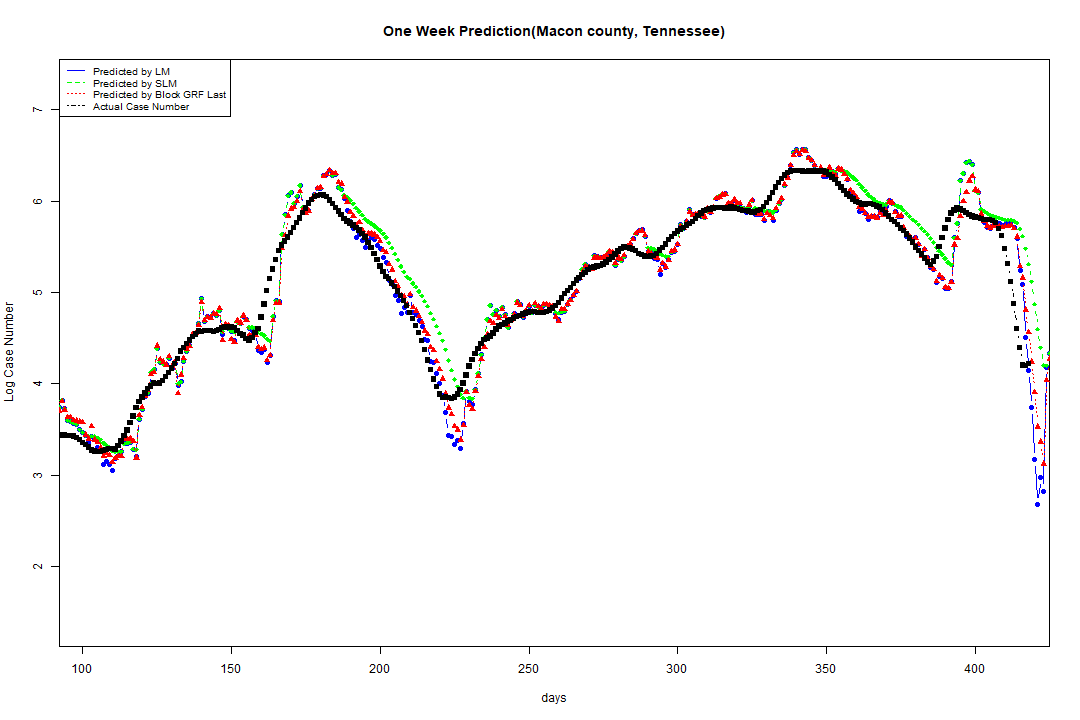 One Week Prediction(Macon county, Tennessee)
Predicted by LM
Predicted by SLM
Predicted by Block GRF Last
Actual Case Number
7
6
5
4
3
2
Log Case Number
100 150 200 250 300 350 400
days